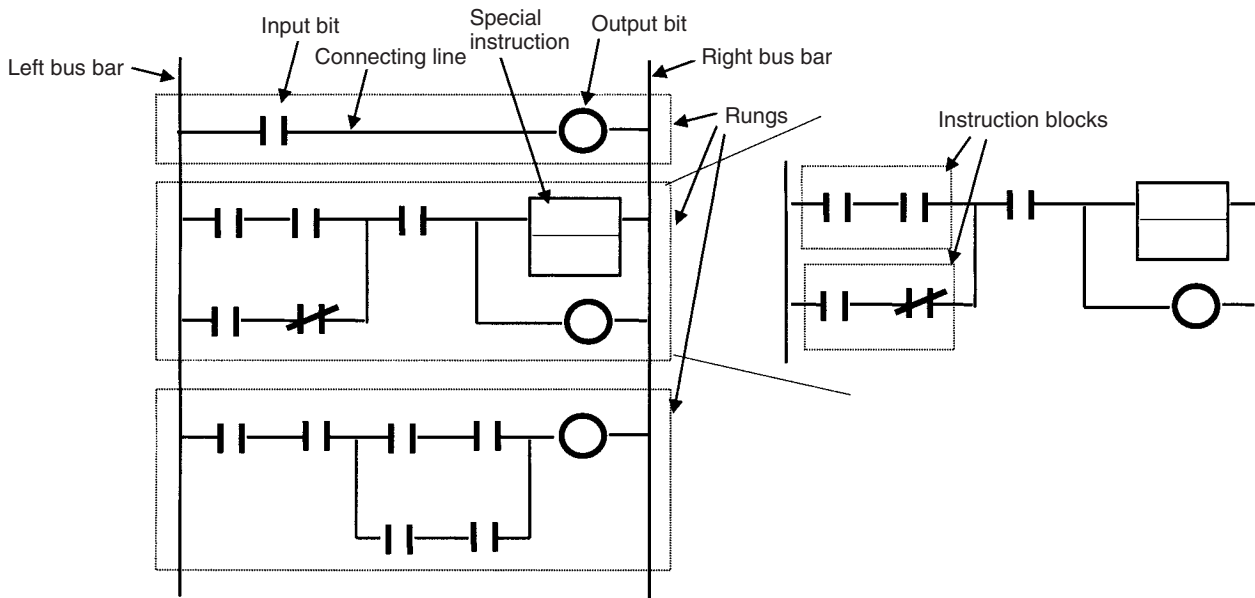 Input bit
Special
instruction
Output bit
Left bus bar
Connecting line
Right bus bar
Rungs
Instruction blocks